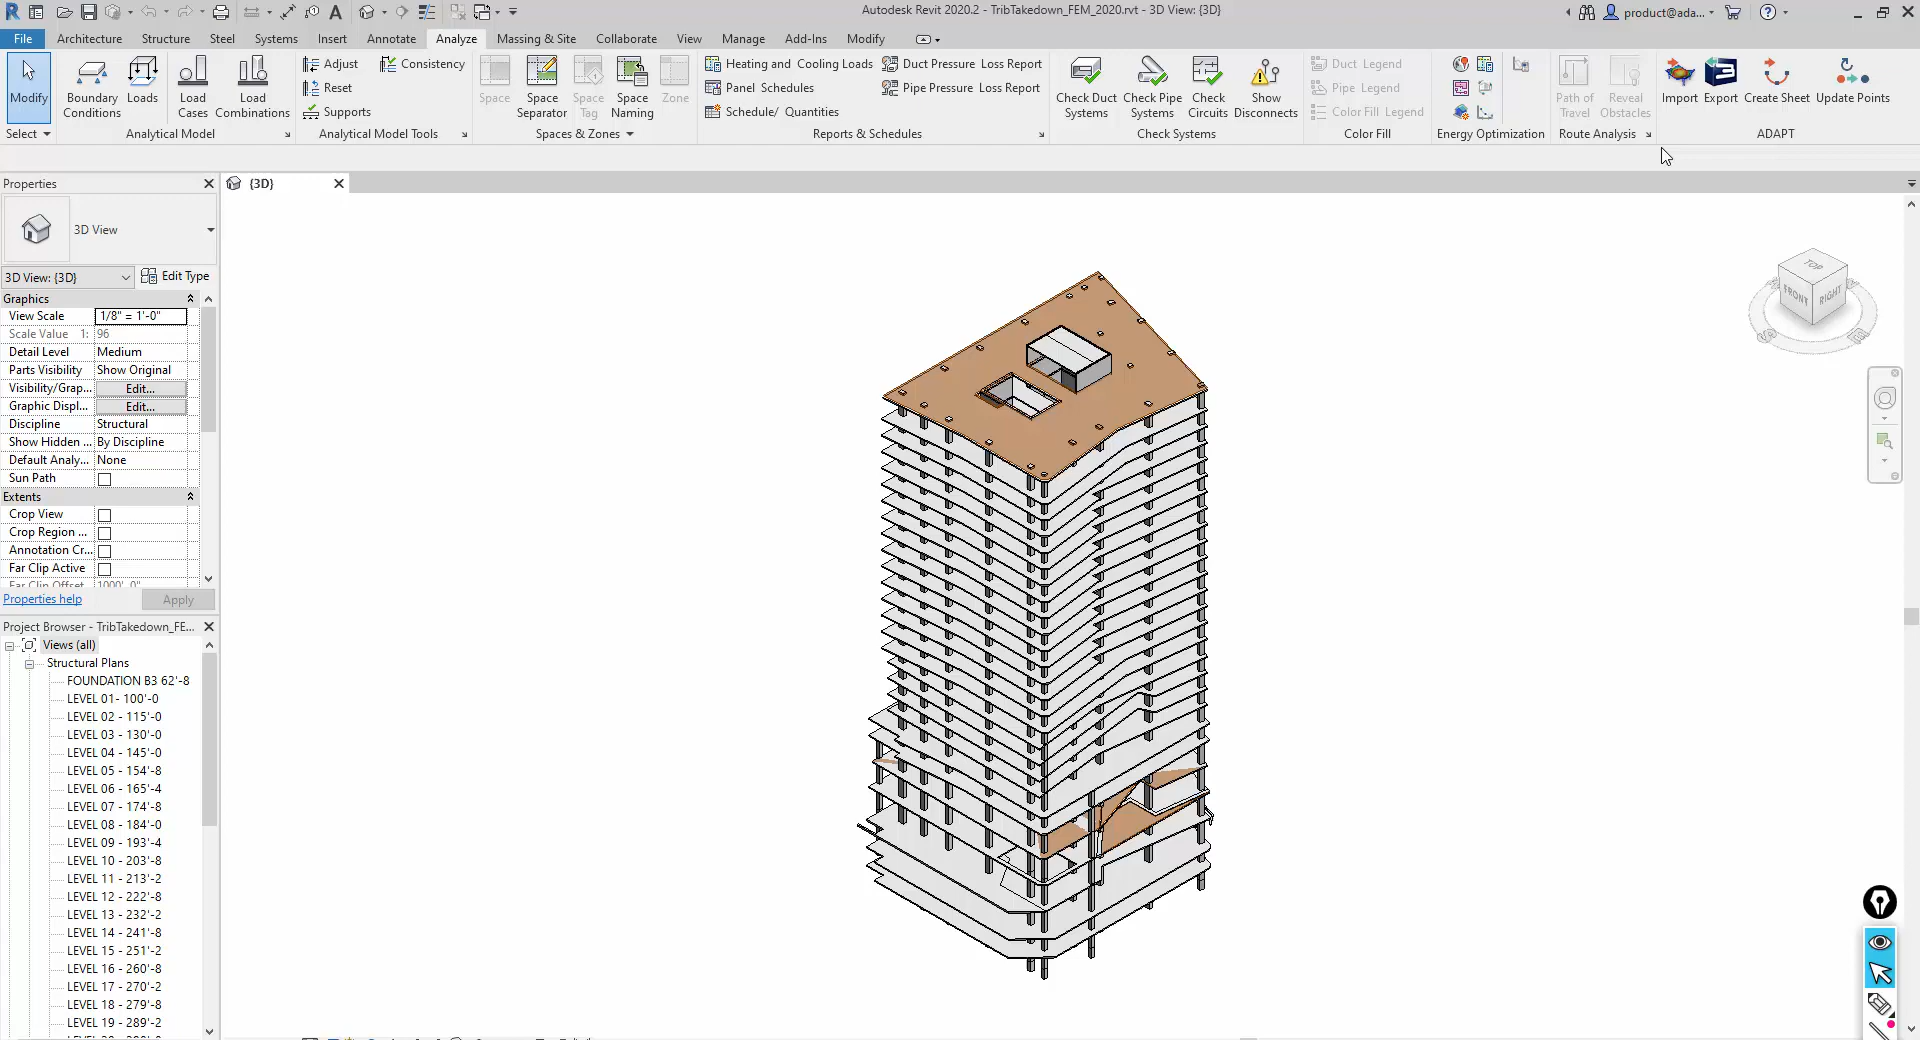 Autodesk Revit 2020.2 - TribTakedown_FEM_2020.rvt - 3D View: {3D}
product@ada...
File Architecture Structure Steel Systems Insert Annotate Analyze Massing & Site Collaborate View Manage Add-Ins Modify
Modify
Select
Boundary Conditions
Loads
Load Cases
Load Combinations
Analytical Model
Adjust
Reset
Supports
Consistency
Analytical Model Tools
Space
Space Separator
Space Tag
Space Naming
Zone
Spaces & Zones
Heating and Cooling Loads
Panel Schedules
Schedule/ Quantities
Duct Pressure Loss Report
Pipe Pressure Loss Report
Reports & Schedules
Check Duct Systems
Check Pipe Systems
Check Circuits
Show Disconnects
Check Systems
Duct Legend
Pipe Legend
Color Fill Legend
Color Fill
Energy Optimization
Path of Travel
Reveal Obstacles
Route Analysis
Import
Export
Create Sheet
Update Points
ADAPT
Properties
{3D}
3D View
3D View: {3D}
Edit Type
Graphics
View Scale 1/8" = 1'-0"
Scale Value 1: 96
Detail Level Medium
Parts Visibility Show Original
Visibility/Grap... Edit...
Graphic Displ... Edit...
Discipline Structural
Show Hidden ... By Discipline
Default Analy... None
Sun Path
Extents
Crop View
Crop Region ...
Annotation Cr...
Far Clip Active
Far Clip Offset 1000' 0"
Properties help
Apply
Project Browser - TribTakedown_FE...
Views (all)
Structural Plans
FOUNDATION B3 62'-8
LEVEL 01- 100'-0
LEVEL 02 - 115'-0
LEVEL 03 - 130'-0
LEVEL 04 - 145'-0
LEVEL 05 - 154'-8
LEVEL 06 - 165'-4
LEVEL 07 - 174'-8
LEVEL 08 - 184'-0
LEVEL 09 - 193'-4
LEVEL 10 - 203'-8
LEVEL 11 - 213'-2
LEVEL 12 - 222'-8
LEVEL 13 - 232'-2
LEVEL 14 - 241'-8
LEVEL 15 - 251'-2
LEVEL 16 - 260'-8
LEVEL 17 - 270'-2
LEVEL 18 - 279'-8
LEVEL 19 - 289'-2
TOP
FRONT
RIGHT